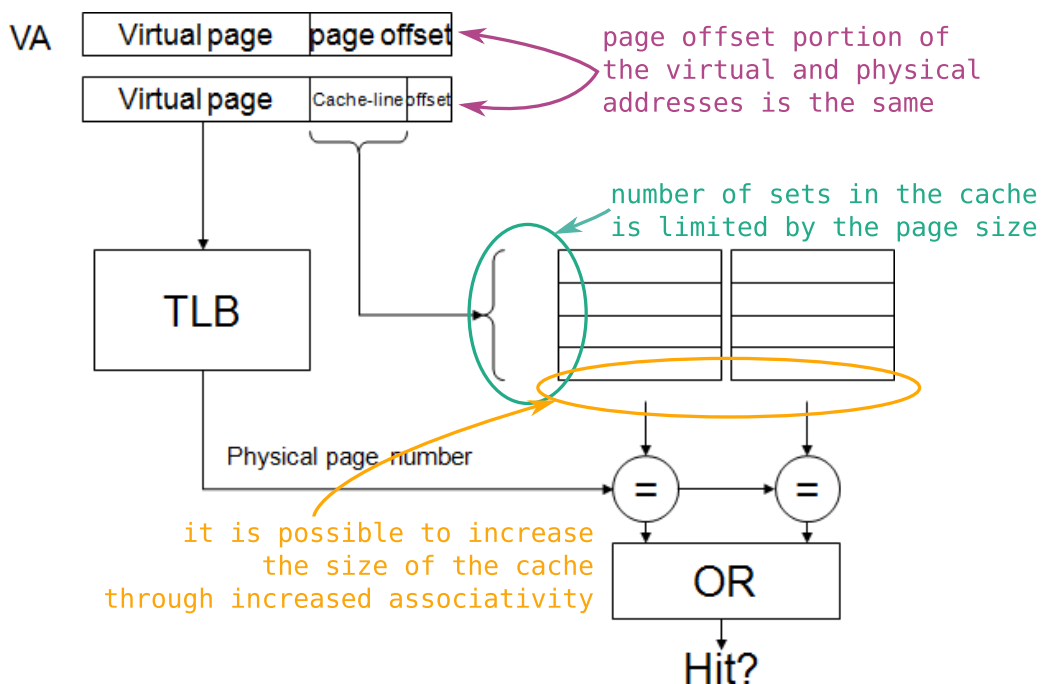 VA
Virtual page page offset
page offset portion of
the virtual and physical
addresses is the same
Virtual page Cache-line offset
number of sets in the cache
is limited by the page size
TLB
Physical page number
= =
it is possible to increase
the size of the cache
through increased associativity
OR
Hit?